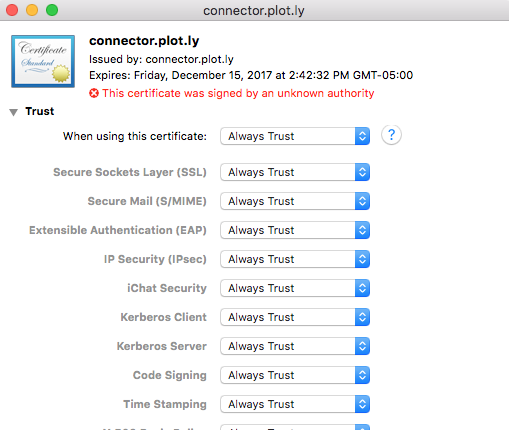 connector.plot.ly
Certificate
Standard
connector.plot.ly
Issued by: connector.plot.ly
Expires: Friday, December 15, 2017 at 2:42:32 PM GMT-05:00
This certificate was signed by an unknown authority
Trust
When using this certificate: Always Trust ?
Secure Sockets Layer (SSL) Always Trust
Secure Mail (S/MIME) Always Trust
Extensible Authentication (EAP) Always Trust
IP Security (IPsec) Always Trust
iChat Security Always Trust
Kerberos Client Always Trust
Kerberos Server Always Trust
Code Signing Always Trust
Time Stamping Always Trust